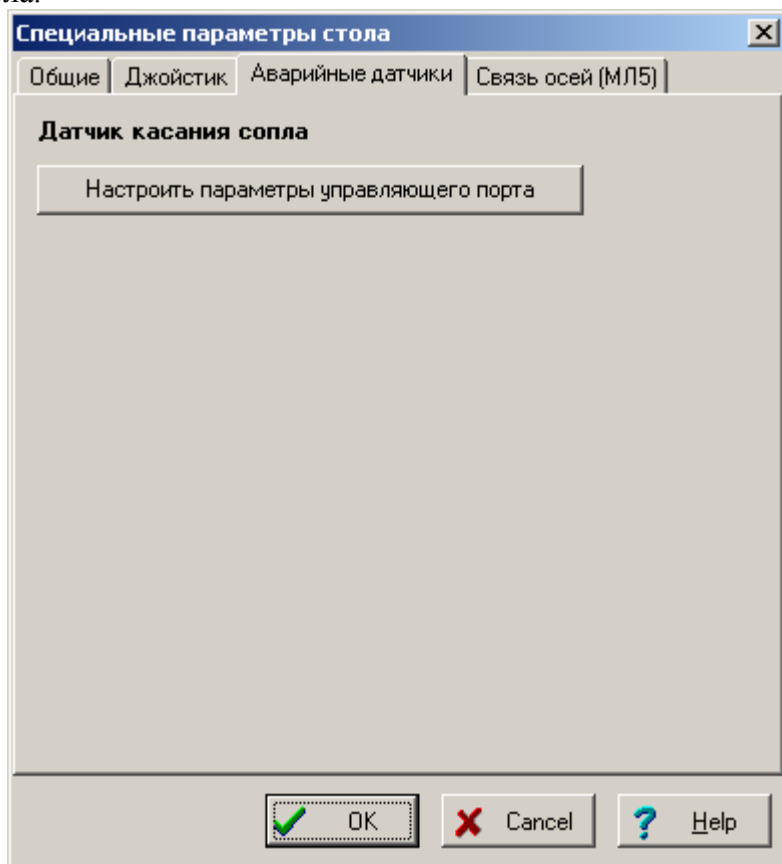 Специальные параметры стола
Общие Джойстик Аварийные датчики Связь осей (МЛ5)
Датчик касания сопла
Настроить параметры управляющего порта
OK Cancel Help